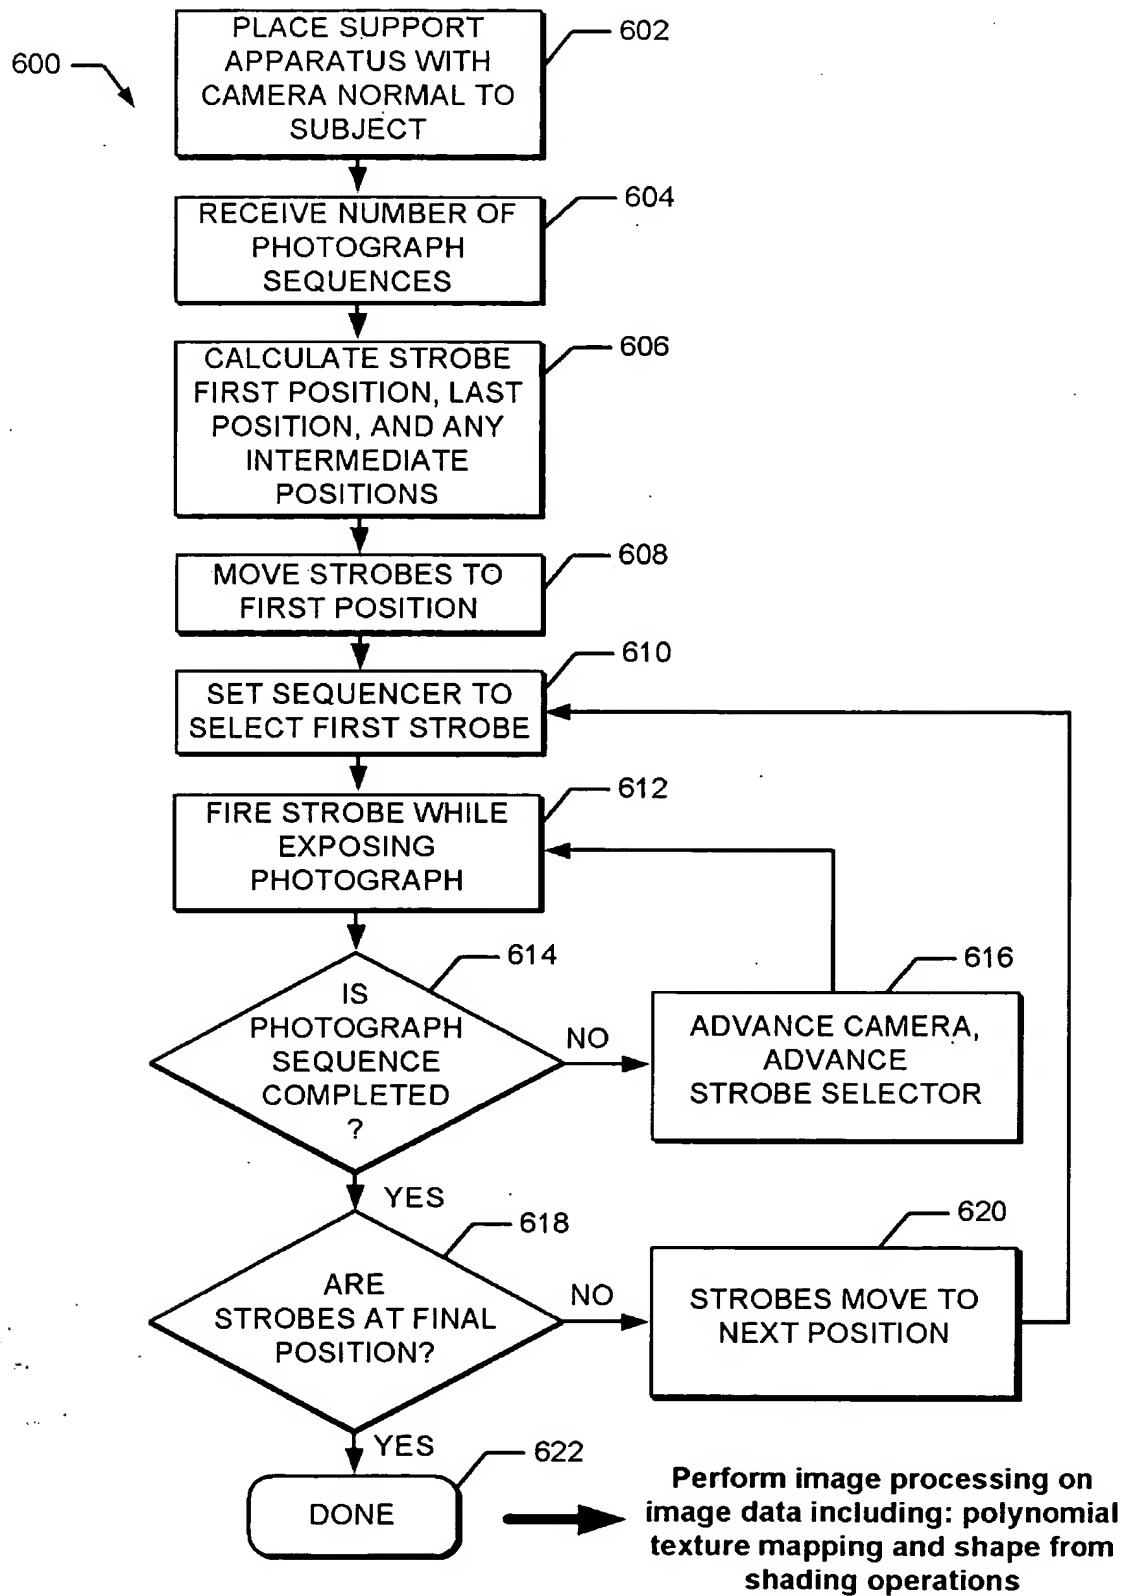 600
PLACE SUPPORT
APPARATUS WITH
CAMERA NORMAL TO
SUBJECT
602
RECEIVE NUMBER OF
PHOTOGRAPH
SEQUENCES
604
CALCULATE STROBE
FIRST POSITION, LAST
POSITION, AND ANY
INTERMEDIATE
POSITIONS
606
MOVE STROBES TO
FIRST POSITION
608
SET SEQUENCER TO
SELECT FIRST STROBE
610
FIRE STROBE WHILE
EXPOSING
PHOTOGRAPH
612
IS
PHOTOGRAPH
SEQUENCE
COMPLETED
?
614
NO
ADVANCE CAMERA,
ADVANCE
STROBE SELECTOR
616
YES
ARE
STROBES AT FINAL
POSITION?
618
NO
STROBES MOVE TO
NEXT POSITION
620
YES
DONE
622
Perform image processing on
image data including: polynomial
texture mapping and shape from
shading operations